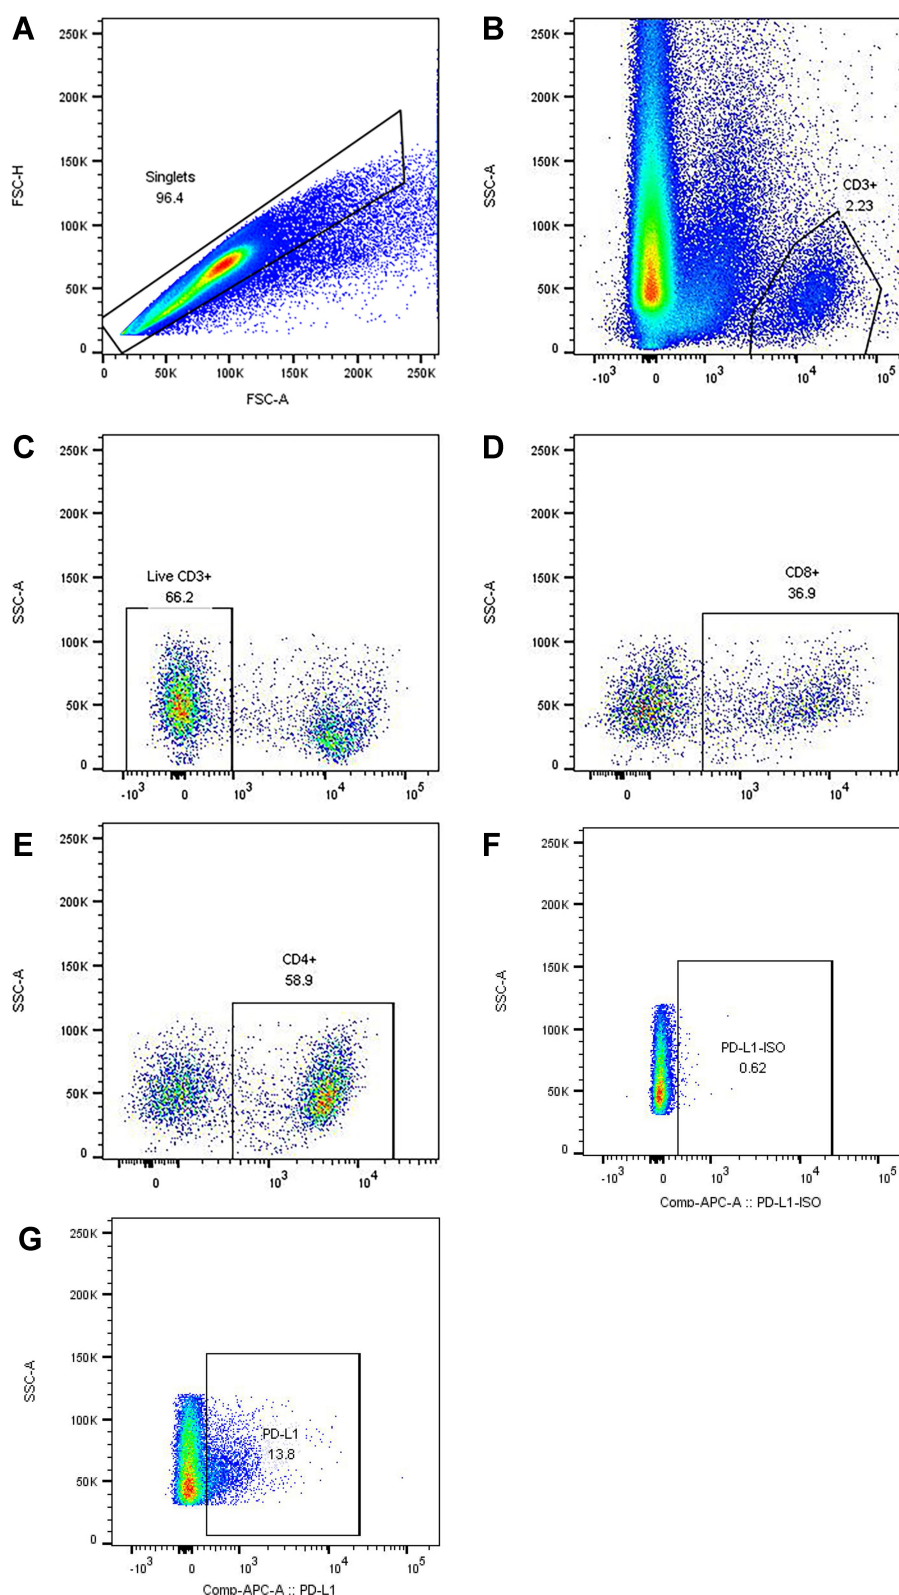 A
250K
200K
150K
100K
50K
0
FSC-H
Singlets
96.4
0 50K 100K 150K 200K 250K
FSC-A
B
250K
200K
150K
100K
50K
0
SSC-A
CD3+
2.23
-103 0 103 104 105
C
250K
200K
150K
100K
50K
0
SSC-A
Live CD3+
66.2
-103 0 103 104 105
D
250K
200K
150K
100K
50K
0
SSC-A
CD8+
36.9
0 103 104
E
250K
200K
150K
100K
50K
0
SSC-A
CD4+
58.9
0 103 104
F
250K
200K
150K
100K
50K
0
SSC-A
PD-L1-ISO
0.62
-103 0 103 104 105
Comp-APC-A :: PD-L1-ISO
G
250K
200K
150K
100K
50K
0
SSC-A
PD-L1
13.8
-103 0 103 104 105
Comp-APC-A :: PD-L1